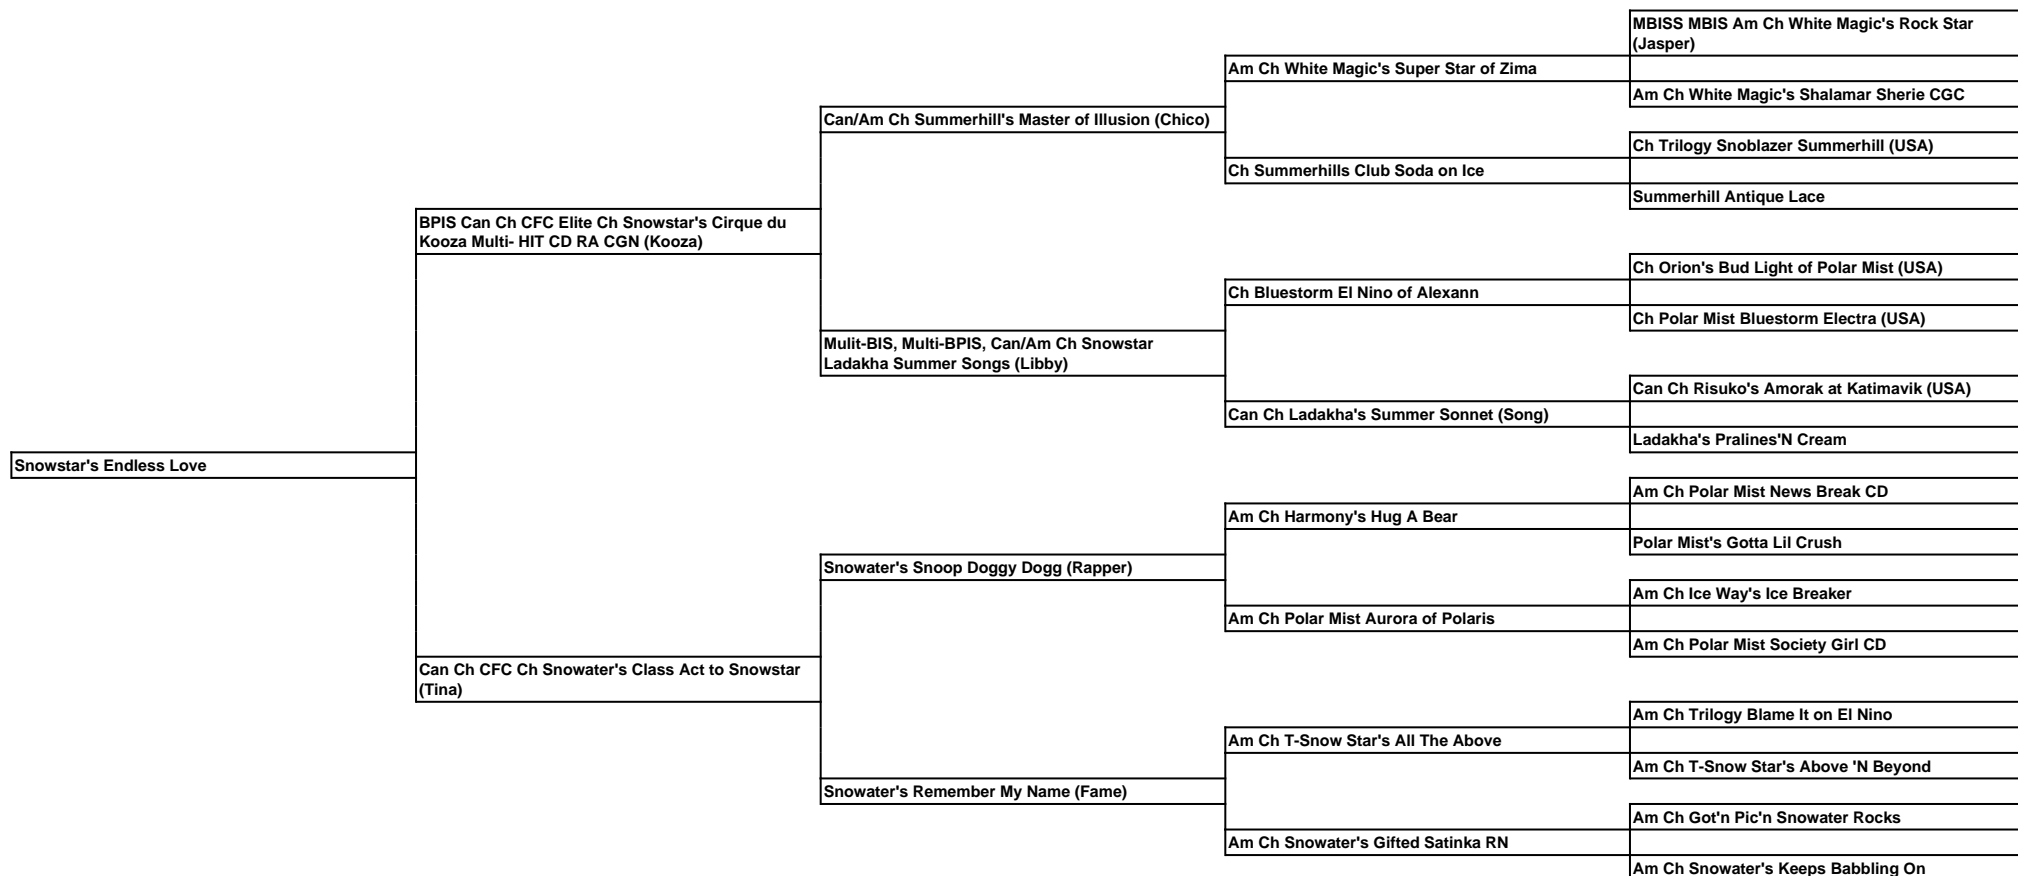 MBISS MBIS Am Ch White Magic's Rock Star
(Jasper)
Am Ch White Magic's Super Star of Zima
Am Ch White Magic's Shalamar Sherie CGC
Can/Am Ch Summerhill's Master of Illusion (Chico)
Ch Trilogy Snoblazer Summerhill (USA)
Ch Summerhills Club Soda on Ice
Summerhill Antique Lace
BPIS Can Ch CFC Elite Ch Snowstar's Cirque du
Kooza Multi- HIT CD RA CGN (Kooza)
Ch Orion's Bud Light of Polar Mist (USA)
Ch Bluestorm El Nino of Alexann
Ch Polar Mist Bluestorm Electra (USA)
Mulit-BIS, Multi-BPIS, Can/Am Ch Snowstar
Ladakha Summer Songs (Libby)
Can Ch Risuko's Amorak at Katimavik (USA)
Can Ch Ladakha's Summer Sonnet (Song)
Ladakha's Pralines'N Cream
Snowstar's Endless Love
Am Ch Polar Mist News Break CD
Am Ch Harmony's Hug A Bear
Polar Mist's Gotta Lil Crush
Snowater's Snoop Doggy Dogg (Rapper)
Am Ch Ice Way's Ice Breaker
Am Ch Polar Mist Aurora of Polaris
Am Ch Polar Mist Society Girl CD
Can Ch CFC Ch Snowater's Class Act to Snowstar
(Tina)
Am Ch Trilogy Blame It on El Nino
Am Ch T-Snow Star's All The Above
Am Ch T-Snow Star's Above 'N Beyond
Snowater's Remember My Name (Fame)
Am Ch Got'n Pic'n Snowater Rocks
Am Ch Snowater's Gifted Satinka RN
Am Ch Snowater's Keeps Babbling On